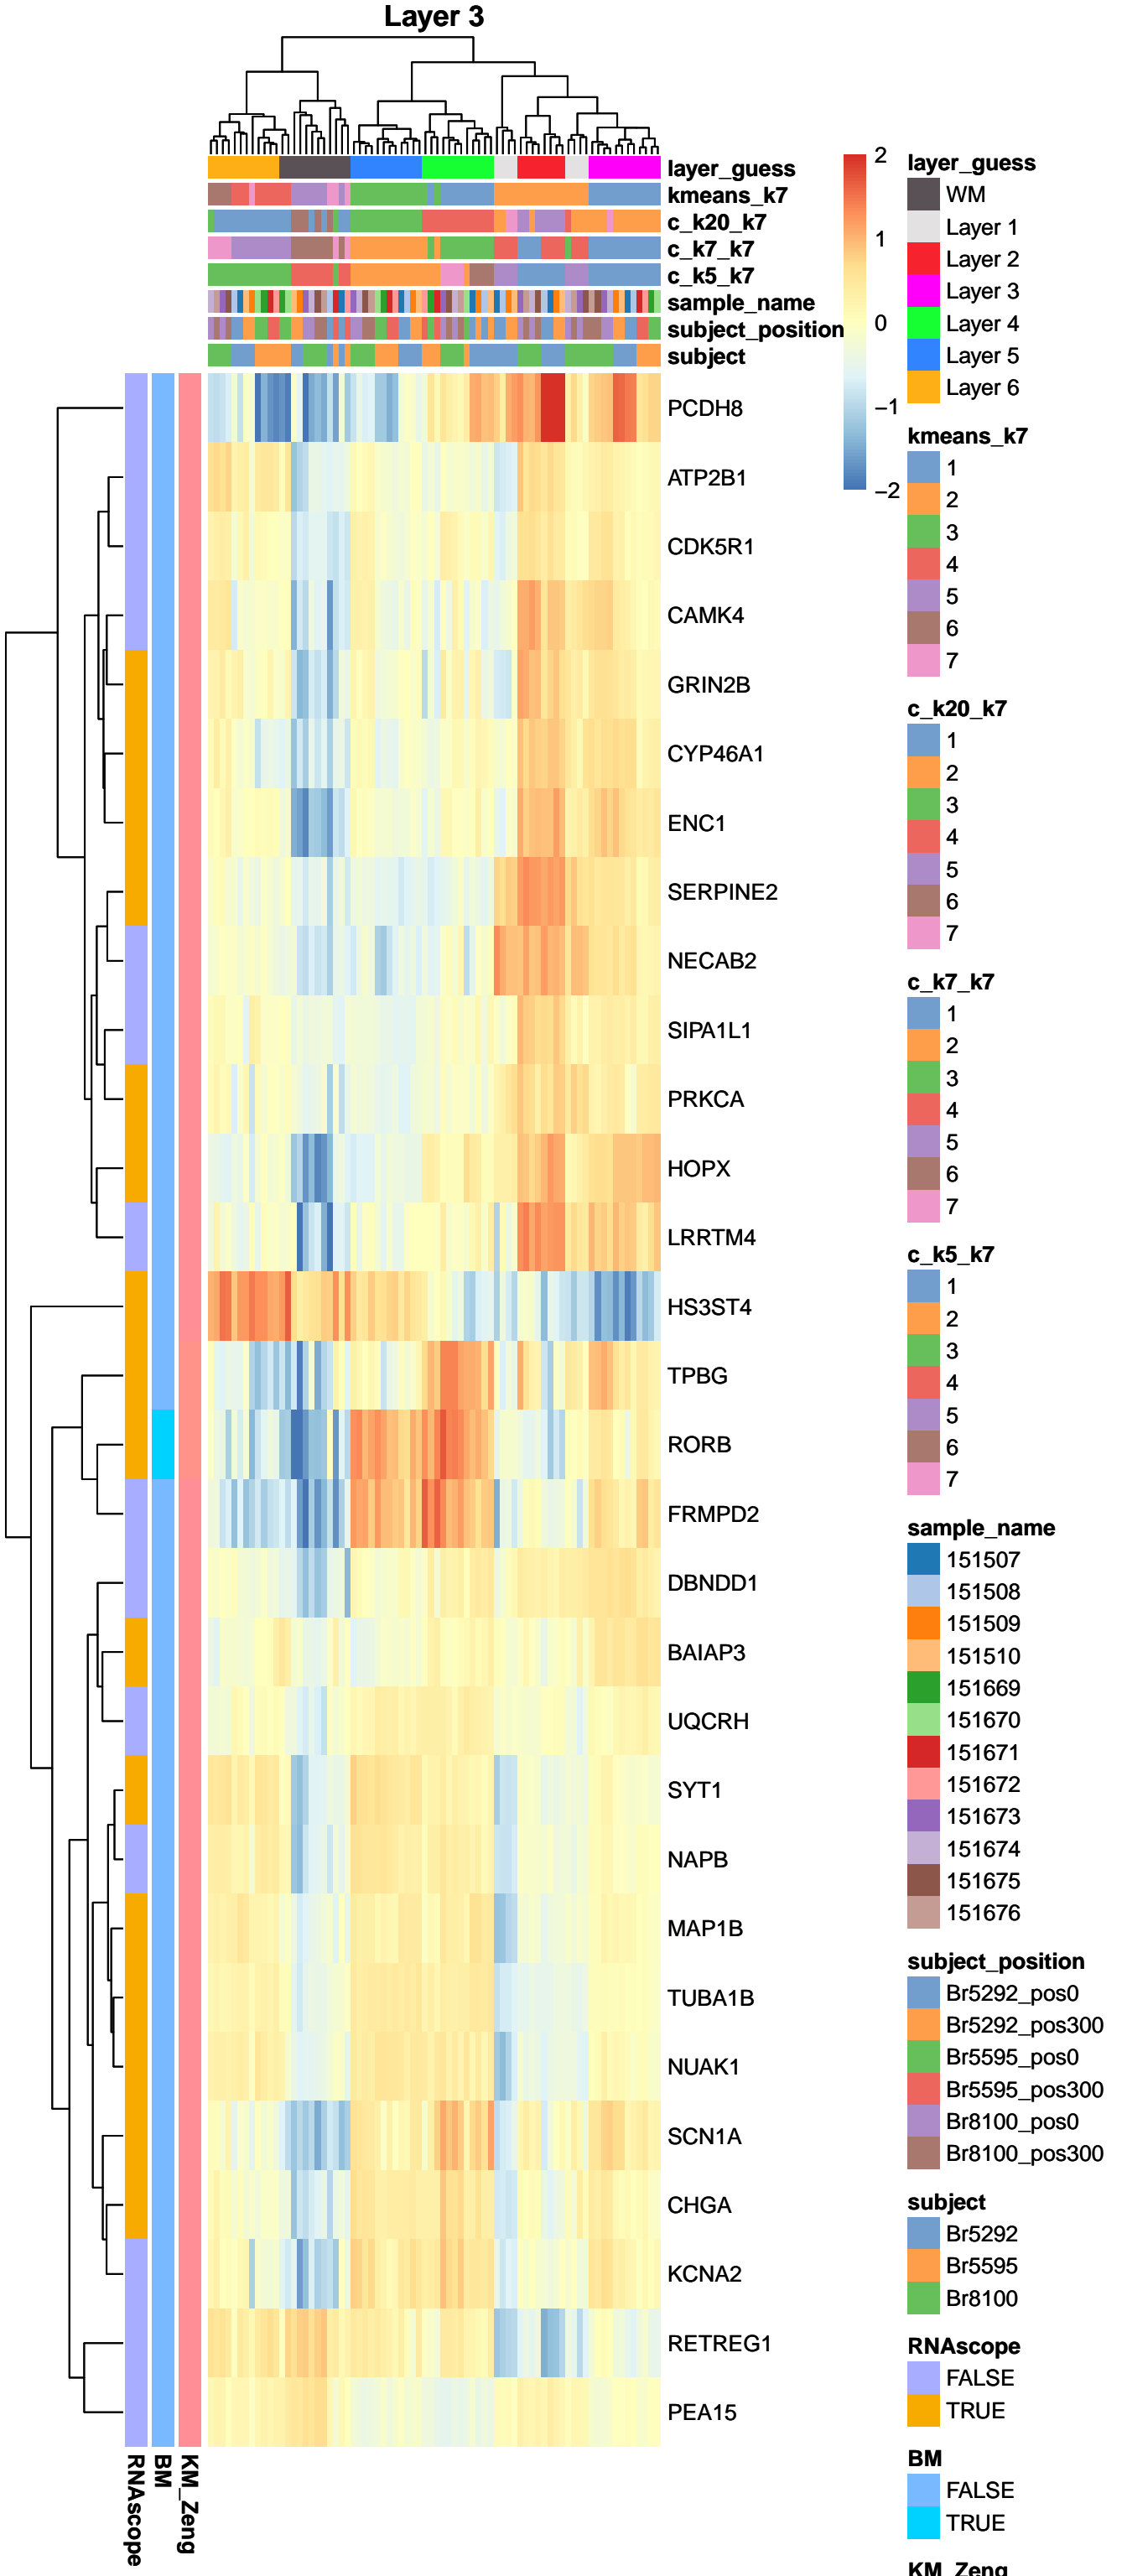 Layer 3
layer_guess
kmeans_k7
c_k20_k7
c_k7_k7
c_k5_k7
sample_name
subject_position
subject
PCDH8
ATP2B1
CDK5R1
CAMK4
GRIN2B
CYP46A1
ENC1
SERPINE2
NECAB2
SIPA1L1
PRKCA
HOPX
LRRTM4
HS3ST4
TPBG
RORB
FRMPD2
DBNDD1
BAIAP3
UQCRH
SYT1
NAPB
MAP1B
TUBA1B
NUAK1
SCN1A
CHGA
KCNA2
RETREG1
PEA15
RNAscope
BM
KM_Zeng
2
1
0
−1
−2
layer_guess
WM
Layer 1
Layer 2
Layer 3
Layer 4
Layer 5
Layer 6
kmeans_k7
1
2
3
4
5
6
7
c_k20_k7
1
2
3
4
5
6
7
c_k7_k7
1
2
3
4
5
6
7
c_k5_k7
1
2
3
4
5
6
7
sample_name
151507
151508
151509
151510
151669
151670
151671
151672
151673
151674
151675
151676
subject_position
Br5292_pos0
Br5292_pos300
Br5595_pos0
Br5595_pos300
Br8100_pos0
Br8100_pos300
subject
Br5292
Br5595
Br8100
RNAscope
FALSE
TRUE
BM
FALSE
TRUE
KM_Zeng